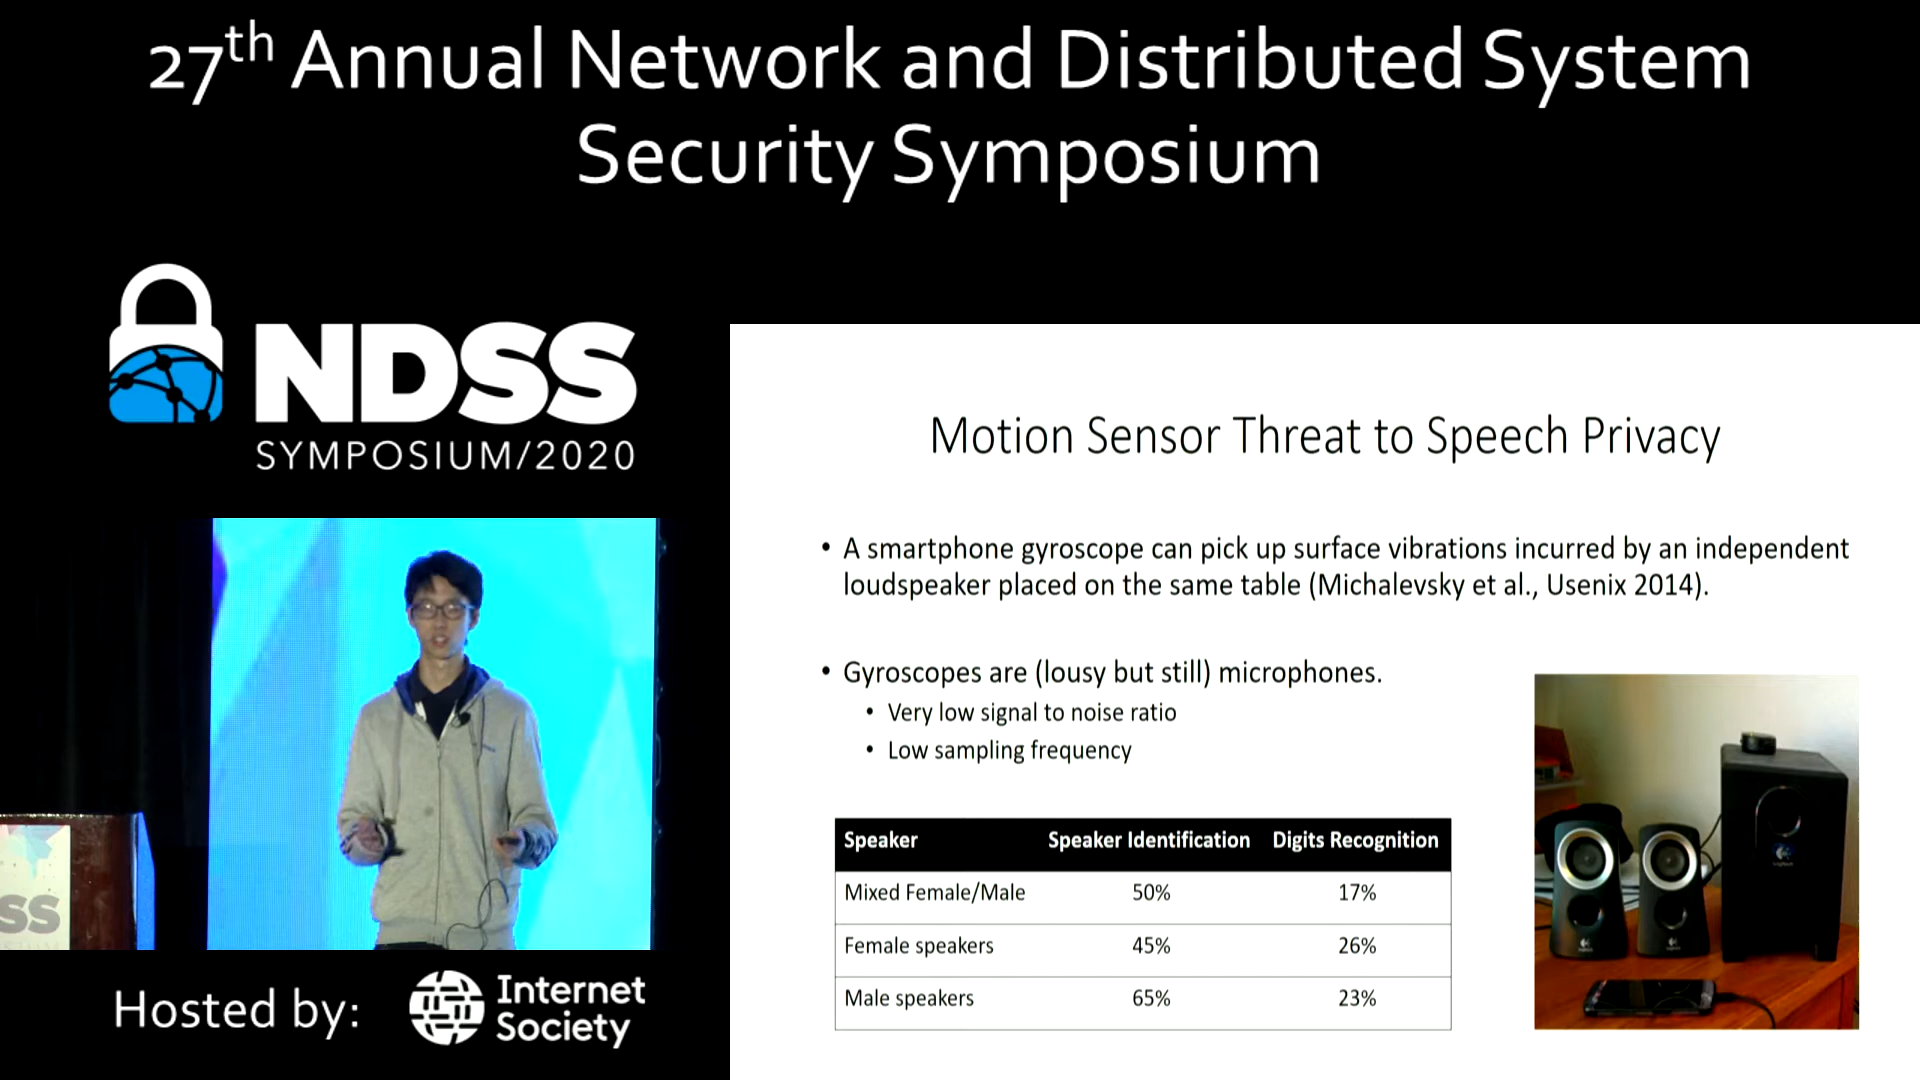 27th Annual Network and Distributed System
Security Symposium
NDSS
SYMPOSIUM/2020
Motion Sensor Threat to Speech Privacy
• A smartphone gyroscope can pick up surface vibrations incurred by an independent
loudspeaker placed on the same table (Michalevsky et al., Usenix 2014).
• Gyroscopes are (lousy but still) microphones.
• Very low signal to noise ratio
• Low sampling frequency
Speaker Speaker Identification Digits Recognition
Mixed Female/Male 50% 17%
Female speakers 45% 26%
Male speakers 65% 23%
SS
Hosted by:
Internet
Society